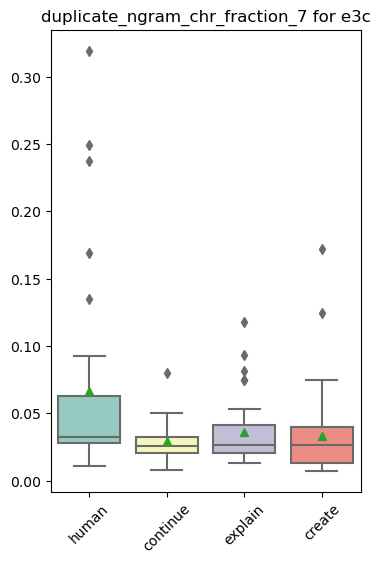 duplicate_ngram_chr_fraction_7 for e3c
0.30
0.25
0.20
0.15
0.10
0.05
0.00
human
continue
explain
create